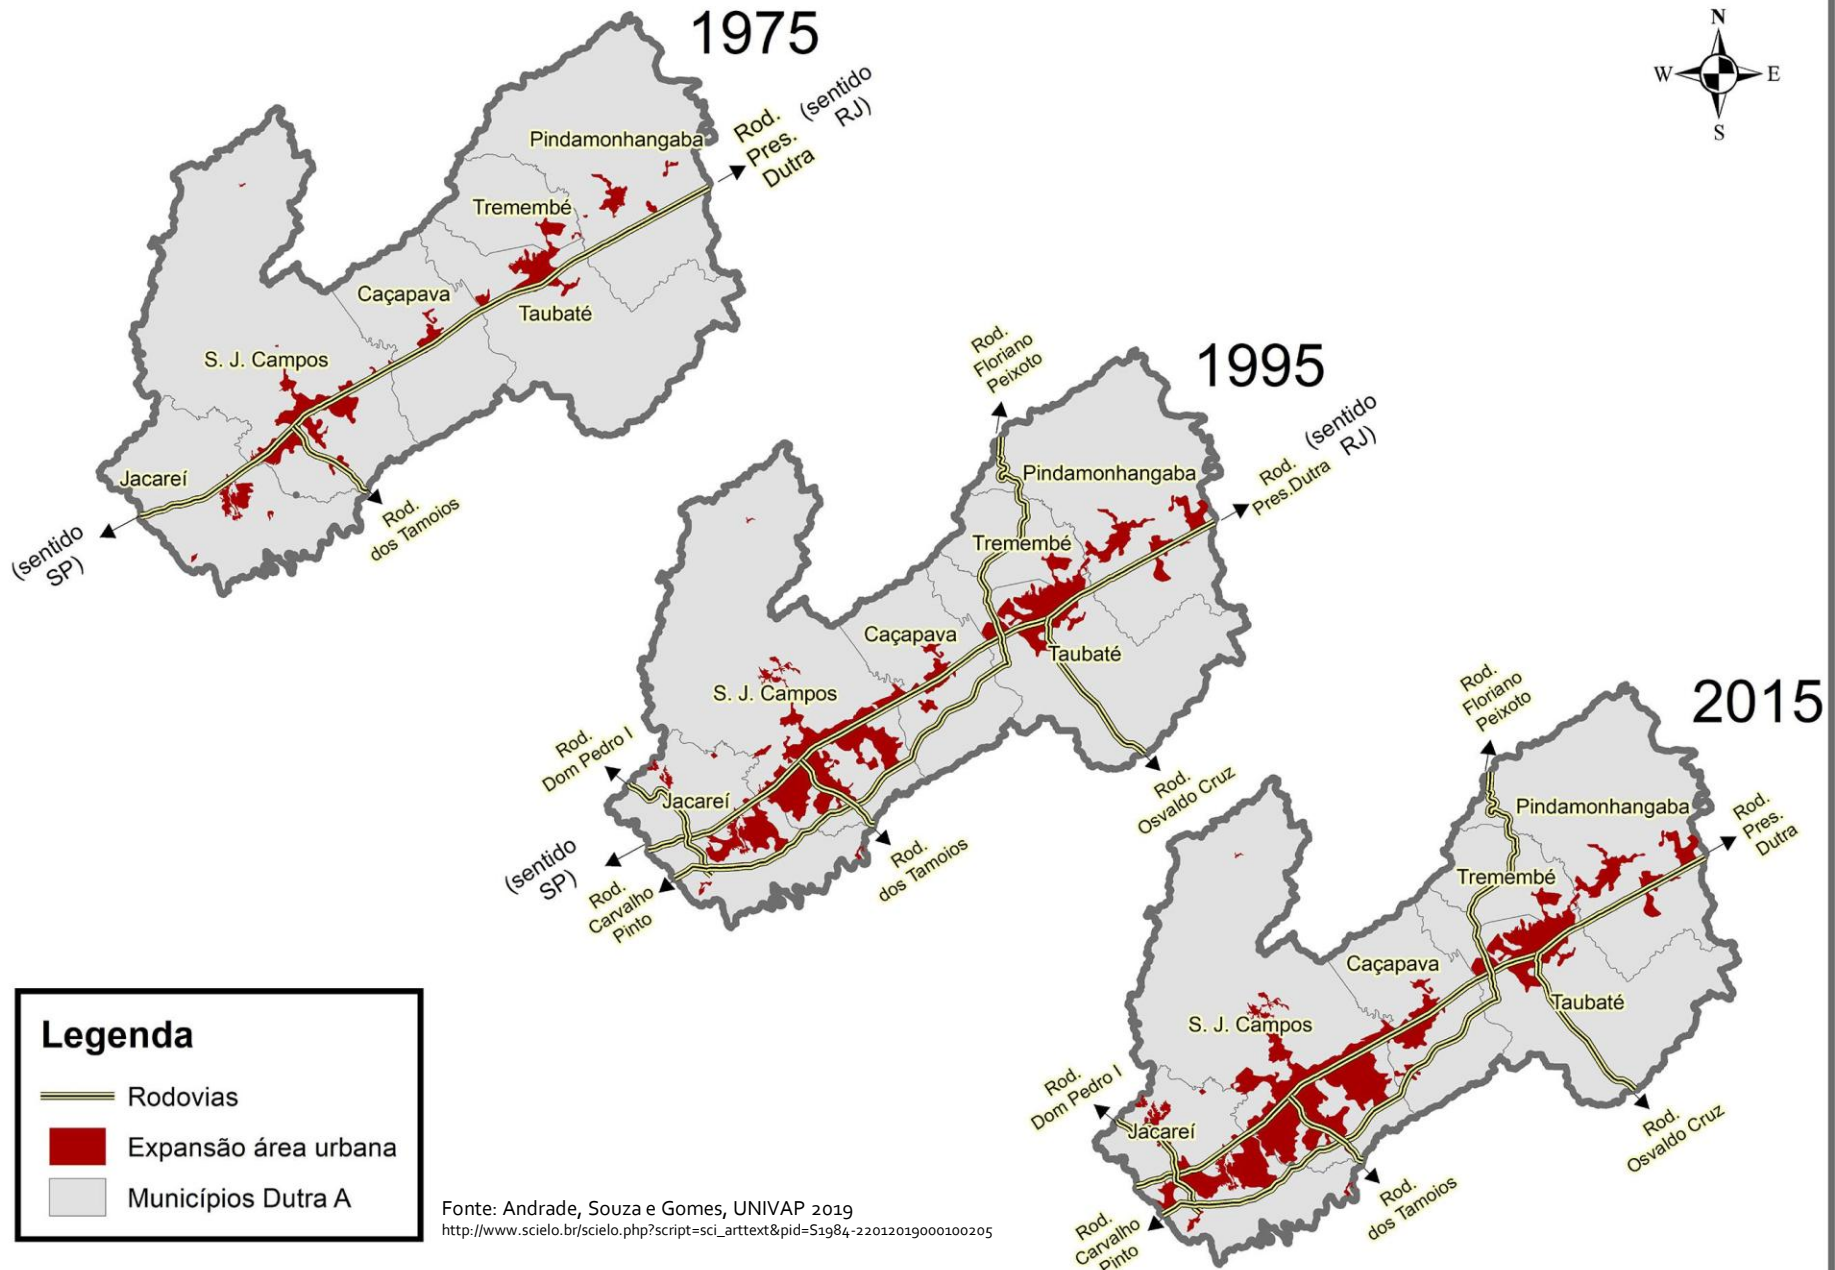 1975
N
W
E
S
(sentido
RJ)
Rod.
Pres.
Dutra
Pindamonhangaba
Tremembé
Caçapava
Taubaté
S. J. Campos
Jacareí
Rod.
dos Tamoios
(sentido
SP)
1995
Rod.
Floriano
Peixoto
(sentido
RJ)
Rod.
Pres.Dutra
Pindamonhangaba
Tremembé
Caçapava
Taubaté
S. J. Campos
Rod.
Dom Pedro I
Jacareí
Rod.
Osvaldo Cruz
Rod.
dos Tamoios
(sentido
SP)
Rod.
Carvalho
Pinto
2015
Rod.
Floriano
Peixoto
Pindamonhangaba
Rod.
Pres.
Dutra
Tremembé
Caçapava
Taubaté
S. J. Campos
Rod.
Dom Pedro I
Jacareí
Rod.
Osvaldo Cruz
Rod.
dos Tamoios
Rod.
Carvalho
Pinto
Legenda
Rodovias
Expansão área urbana
Municípios Dutra A
Fonte: Andrade, Souza e Gomes, UNIVAP 2019
http://www.scielo.br/scielo.php?script=sci_arttext&pid=S1984-22012019000100205